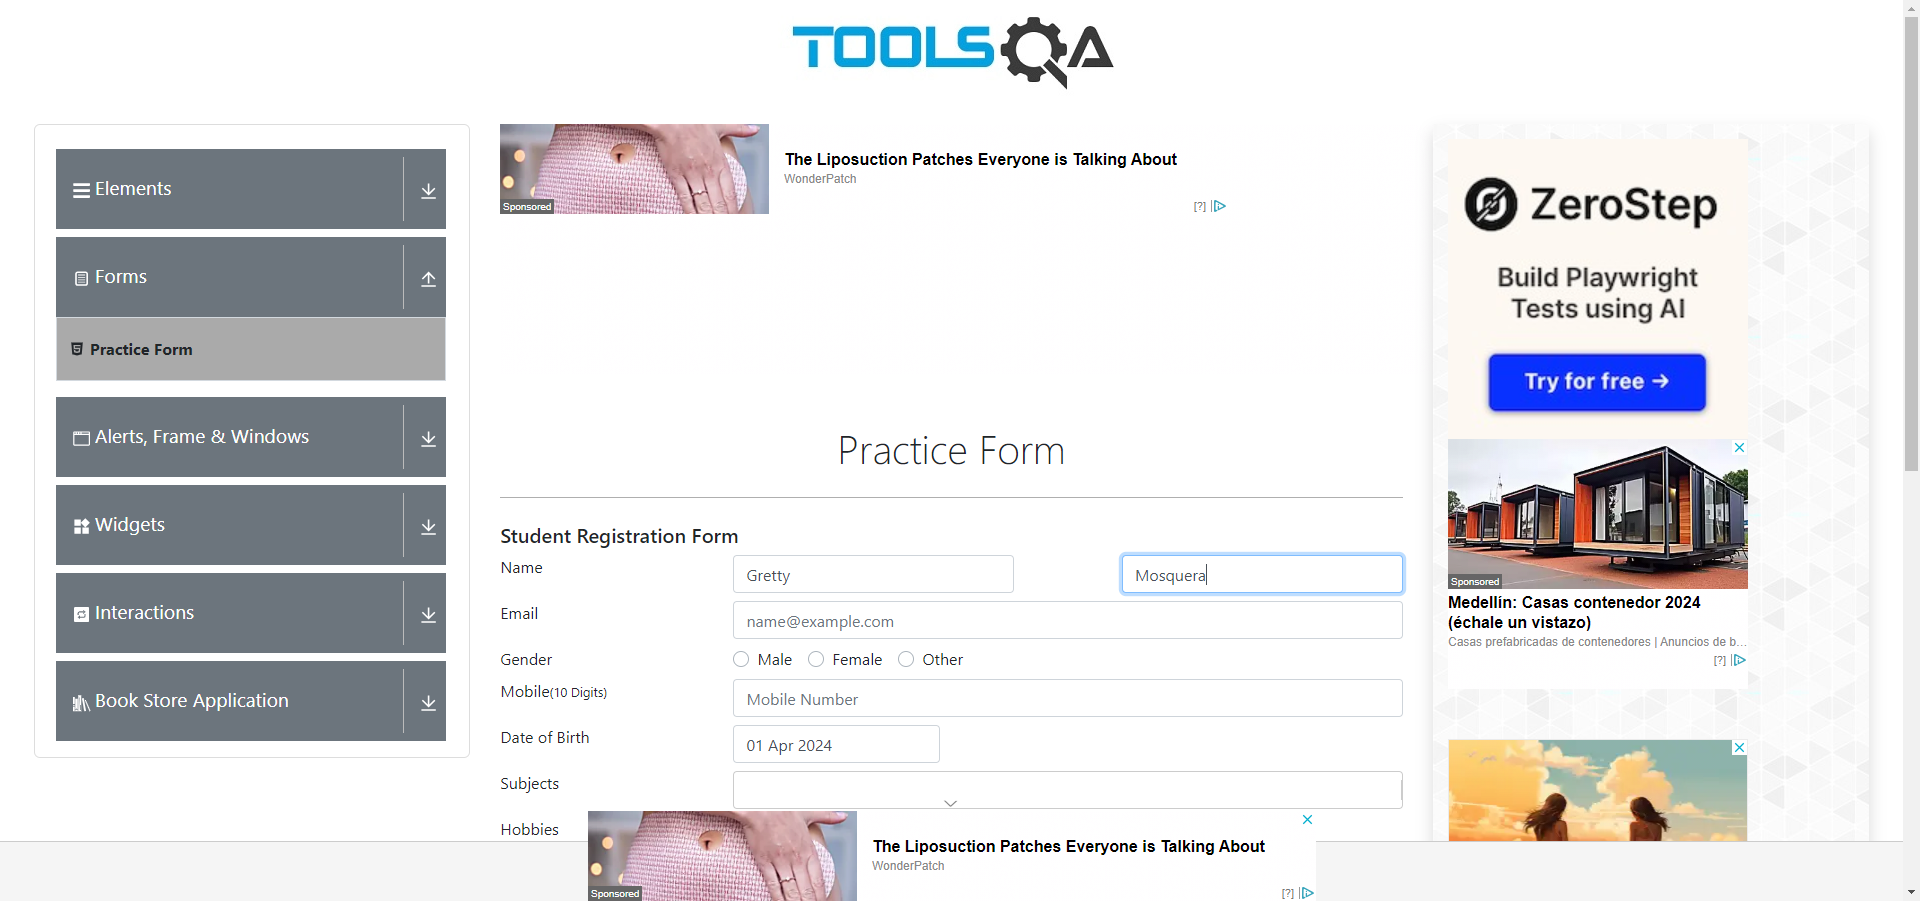 TOOLSQA
Elements
Forms
Practice Form
Alerts, Frame & Windows
Widgets
Interactions
Book Store Application
The Liposuction Patches Everyone is Talking About
WonderPatch
Sponsored
[?]
Practice Form
Student Registration Form
Name
Gretty
Mosquera
Email
name@example.com
Gender
Male
Female
Other
Mobile(10 Digits)
Mobile Number
Date of Birth
01 Apr 2024
Subjects
Hobbies
The Liposuction Patches Everyone is Talking About
WonderPatch
Sponsored
[?]
ZeroStep
Build Playwright
Tests using AI
Try for free →
Sponsored
Medellín: Casas contenedor 2024
(échale un vistazo)
Casas prefabricadas de contenedores | Anuncios de b...
[?]